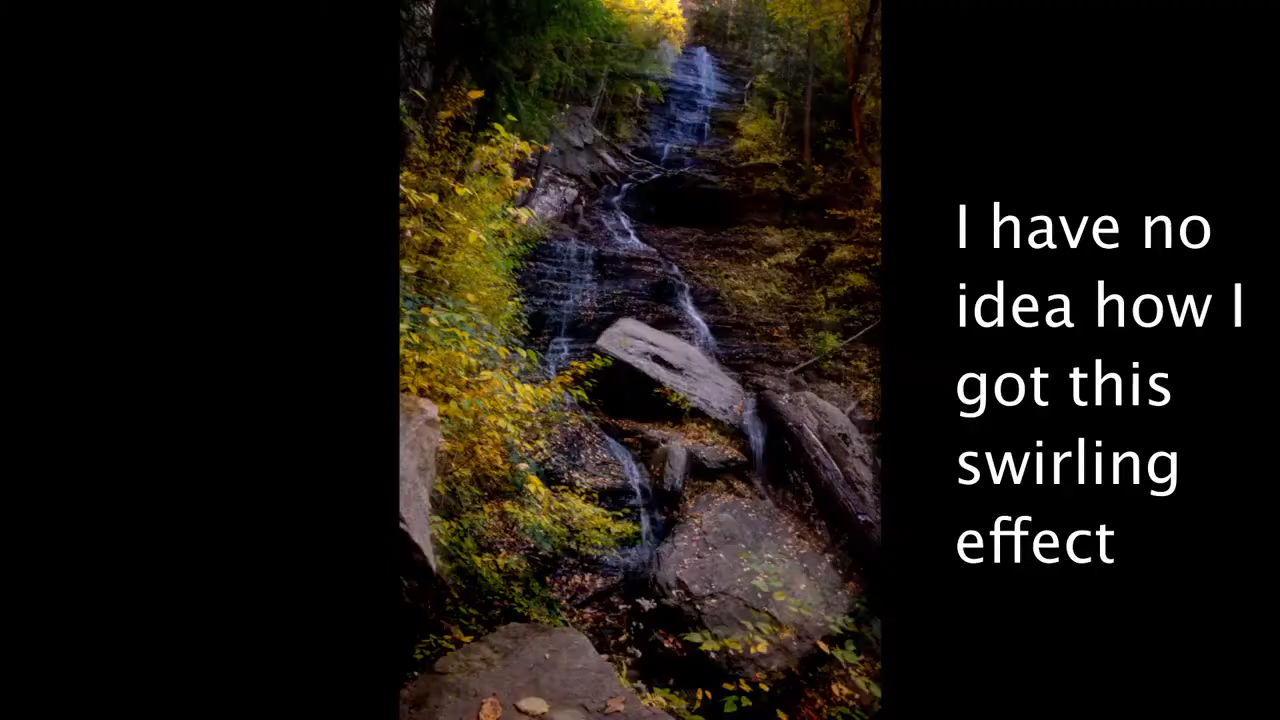 I have no
idea how I
got this
swirling
effect